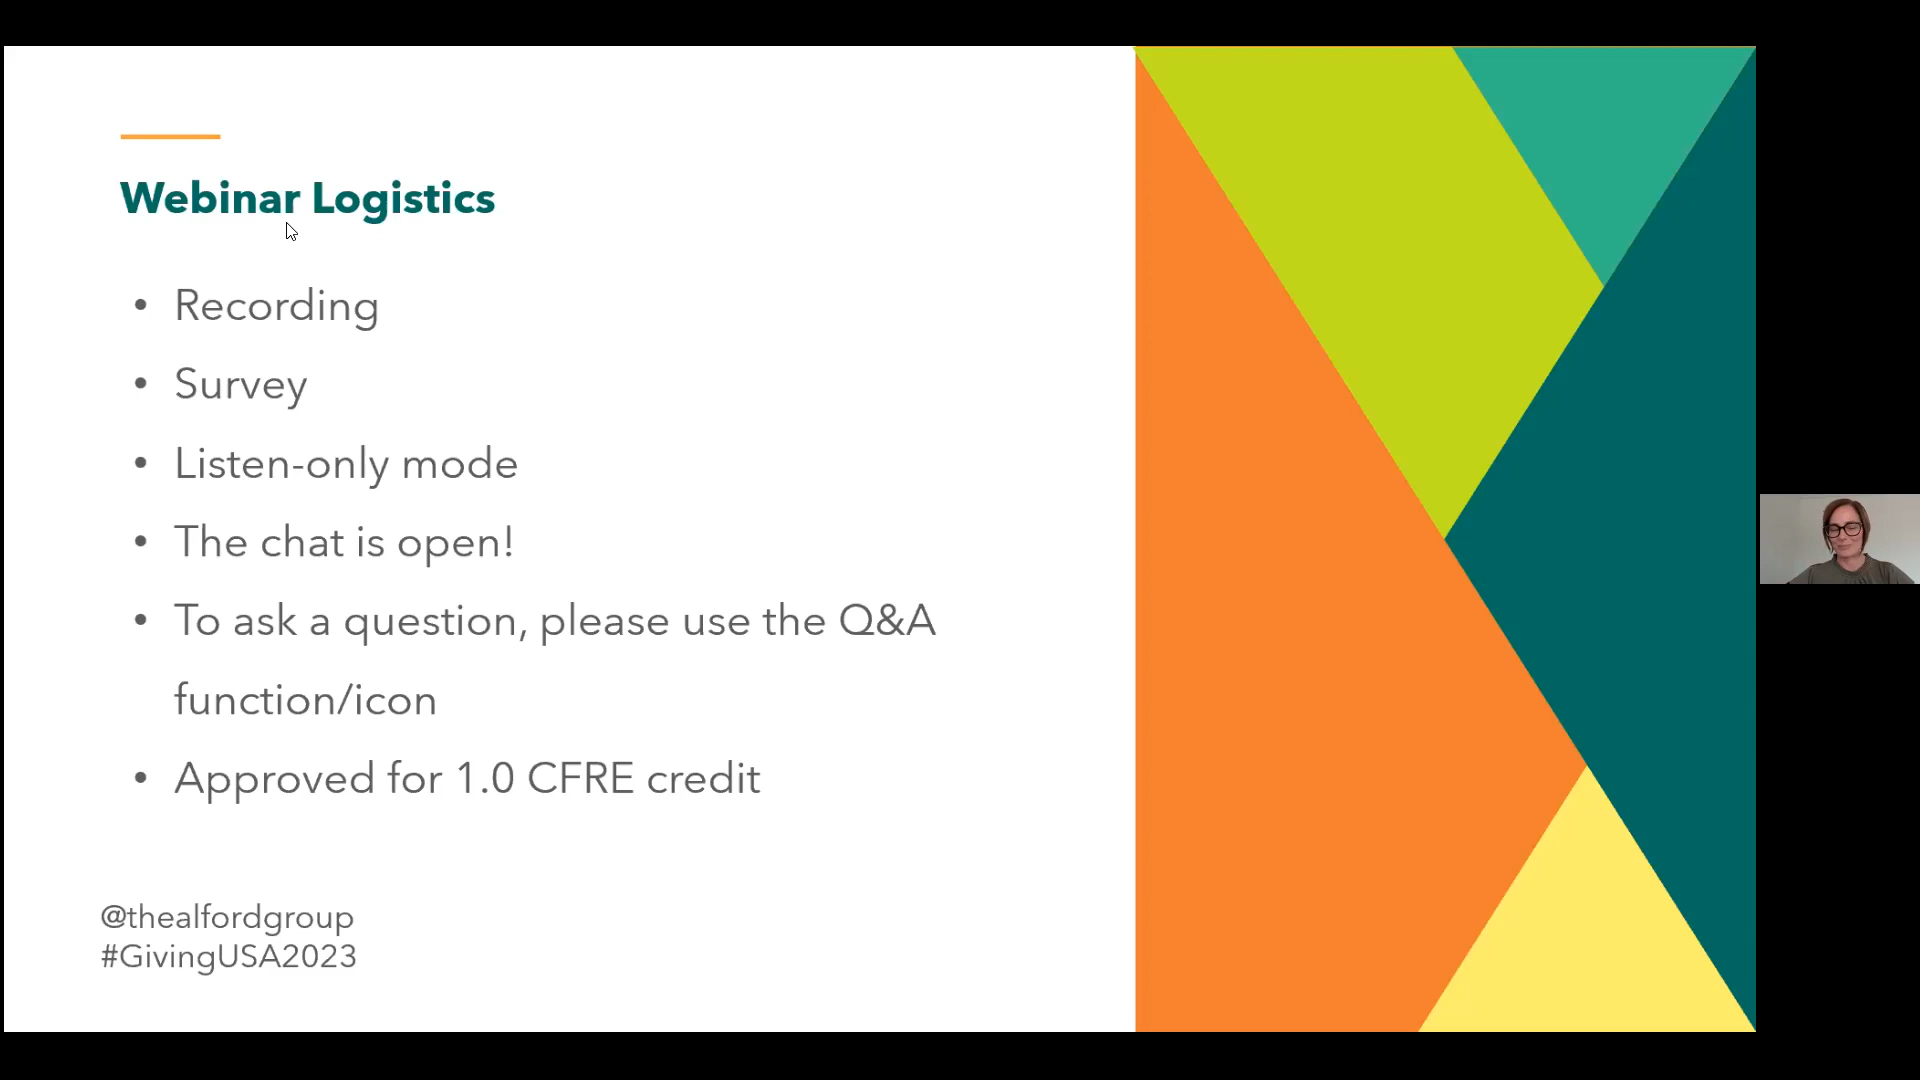 Webinar Logistics
• Recording
• Survey
• Listen-only mode
• The chat is open!
• To ask a question, please use the Q&A
function/icon
• Approved for 1.0 CFRE credit
@thealfordgroup
#GivingUSA2023